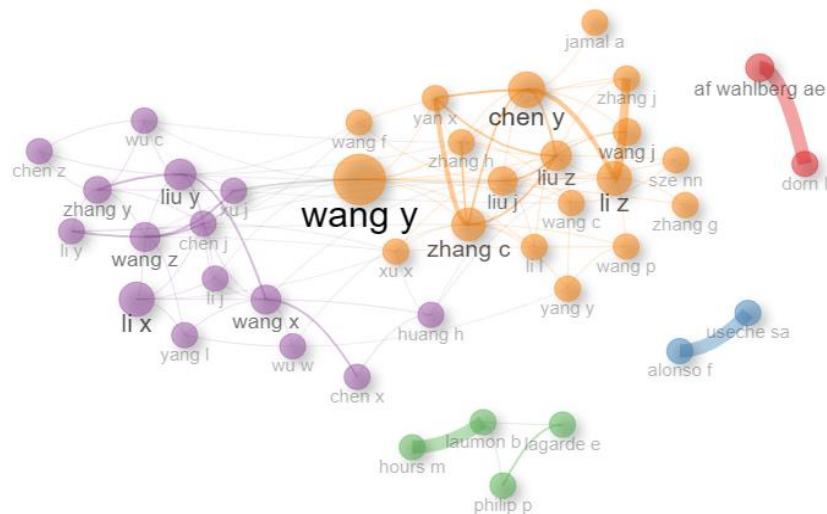 jamal a
af wahlberg ae
zhang j
yan x
chen y
wu c
wang f
zhang h
wang j
chen z
liu z
sze nn
dorn l
zhang y
liu y
xu j
liu j
li z
wang y
wang c
zhang g
li y
wang z
chen j
zhang c
li l
wang p
xu x
li j
yang y
li x
wang x
huang h
useche sa
yang l
wu w
alonso f
chen x
laumon b
lagarde e
hours m
philip p